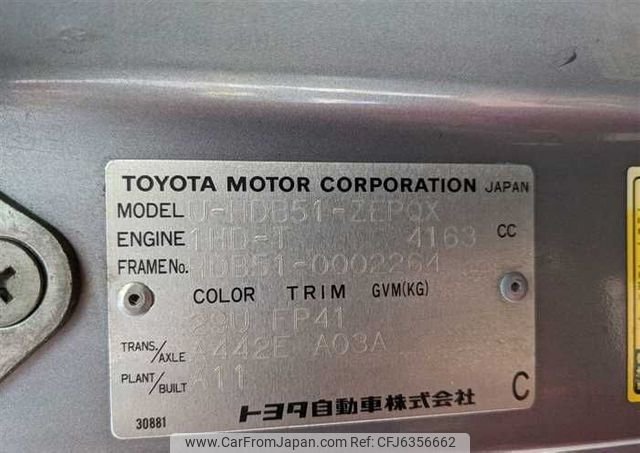 TOYOTA MOTOR CORPORATION JAPAN
MODEL U-HDB51-ZEPQX
ENGINE 1HD-T 4163 CC
FRAME No. HDB51-0002264
COLOR TRIM GVM(KG)
29U FP41
TRANS./AXLE A442E A03A
PLANT/BUILT A11
30881 トヨタ自動車株式会社 C
www.CarFromJapan.com © CFJ6356662